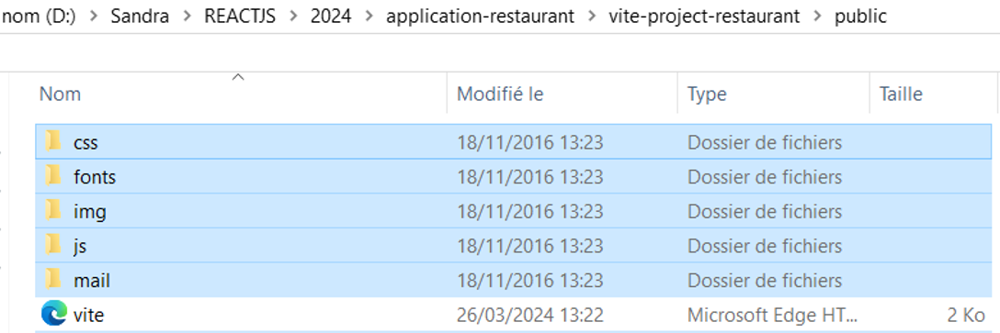 nom (D:) > Sandra > REACTJS > 2024 > application-restaurant > vite-project-restaurant > public
Nom Modifié le Type Taille
css 18/11/2016 13:23 Dossier de fichiers
fonts 18/11/2016 13:23 Dossier de fichiers
img 18/11/2016 13:23 Dossier de fichiers
js 18/11/2016 13:23 Dossier de fichiers
mail 18/11/2016 13:23 Dossier de fichiers
vite 26/03/2024 13:22 Microsoft Edge HT... 2 Ko